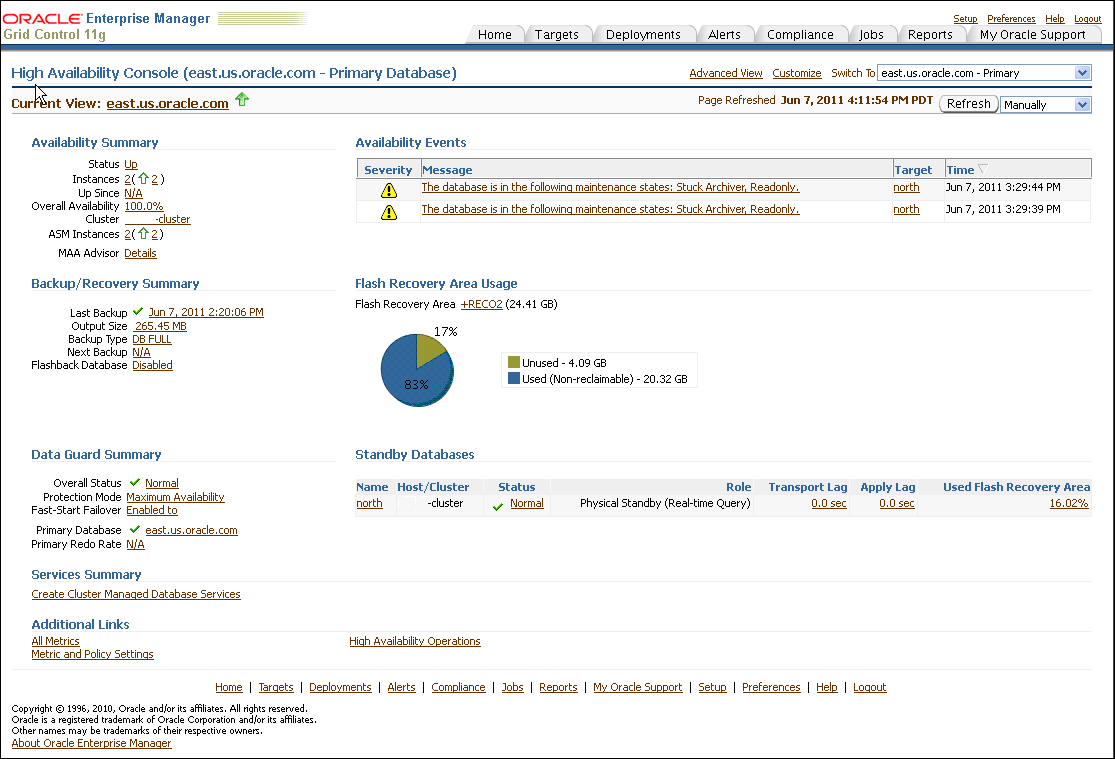 ORACLE Enterprise Manager
Grid Control 11g
Setup Preferences Help Logout
Home Targets Deployments Alerts Compliance Jobs Reports My Oracle Support
High Availability Console (east.us.oracle.com - Primary Database)
Advanced View Customize Switch To east.us.oracle.com - Primary
Current View: east.us.oracle.com
Page Refreshed Jun 7, 2011 4:11:54 PM PDT Refresh Manually
Availability Summary
Status Up
Instances 2( 2 )
Up Since N/A
Overall Availability 100.0%
Cluster -cluster
ASM Instances 2( 2 )
MAA Advisor Details
Availability Events
Severity Message Target Time
The database is in the following maintenance states: Stuck Archiver, Readonly. north Jun 7, 2011 3:29:44 PM
The database is in the following maintenance states: Stuck Archiver, Readonly. north Jun 7, 2011 3:29:39 PM
Backup/Recovery Summary
Last Backup Jun 7, 2011 2:20:06 PM
Output Size 265.45 MB
Backup Type DB FULL
Next Backup N/A
Flashback Database Disabled
Flash Recovery Area Usage
Flash Recovery Area +RECO2 (24.41 GB)
17%
83%
Unused - 4.09 GB
Used (Non-reclaimable) - 20.32 GB
Data Guard Summary
Overall Status Normal
Protection Mode Maximum Availability
Fast-Start Failover Enabled to
Primary Database east.us.oracle.com
Primary Redo Rate N/A
Standby Databases
Name Host/Cluster Status Role Transport Lag Apply Lag Used Flash Recovery Area
north -cluster Normal Physical Standby (Real-time Query) 0.0 sec 0.0 sec 16.02%
Services Summary
Create Cluster Managed Database Services
Additional Links
All Metrics High Availability Operations
Metric and Policy Settings
Home | Targets | Deployments | Alerts | Compliance | Jobs | Reports | My Oracle Support | Setup | Preferences | Help | Logout
Copyright © 1996, 2010, Oracle and/or its affiliates. All rights reserved.
Oracle is a registered trademark of Oracle Corporation and/or its affiliates.
Other names may be trademarks of their respective owners.
About Oracle Enterprise Manager